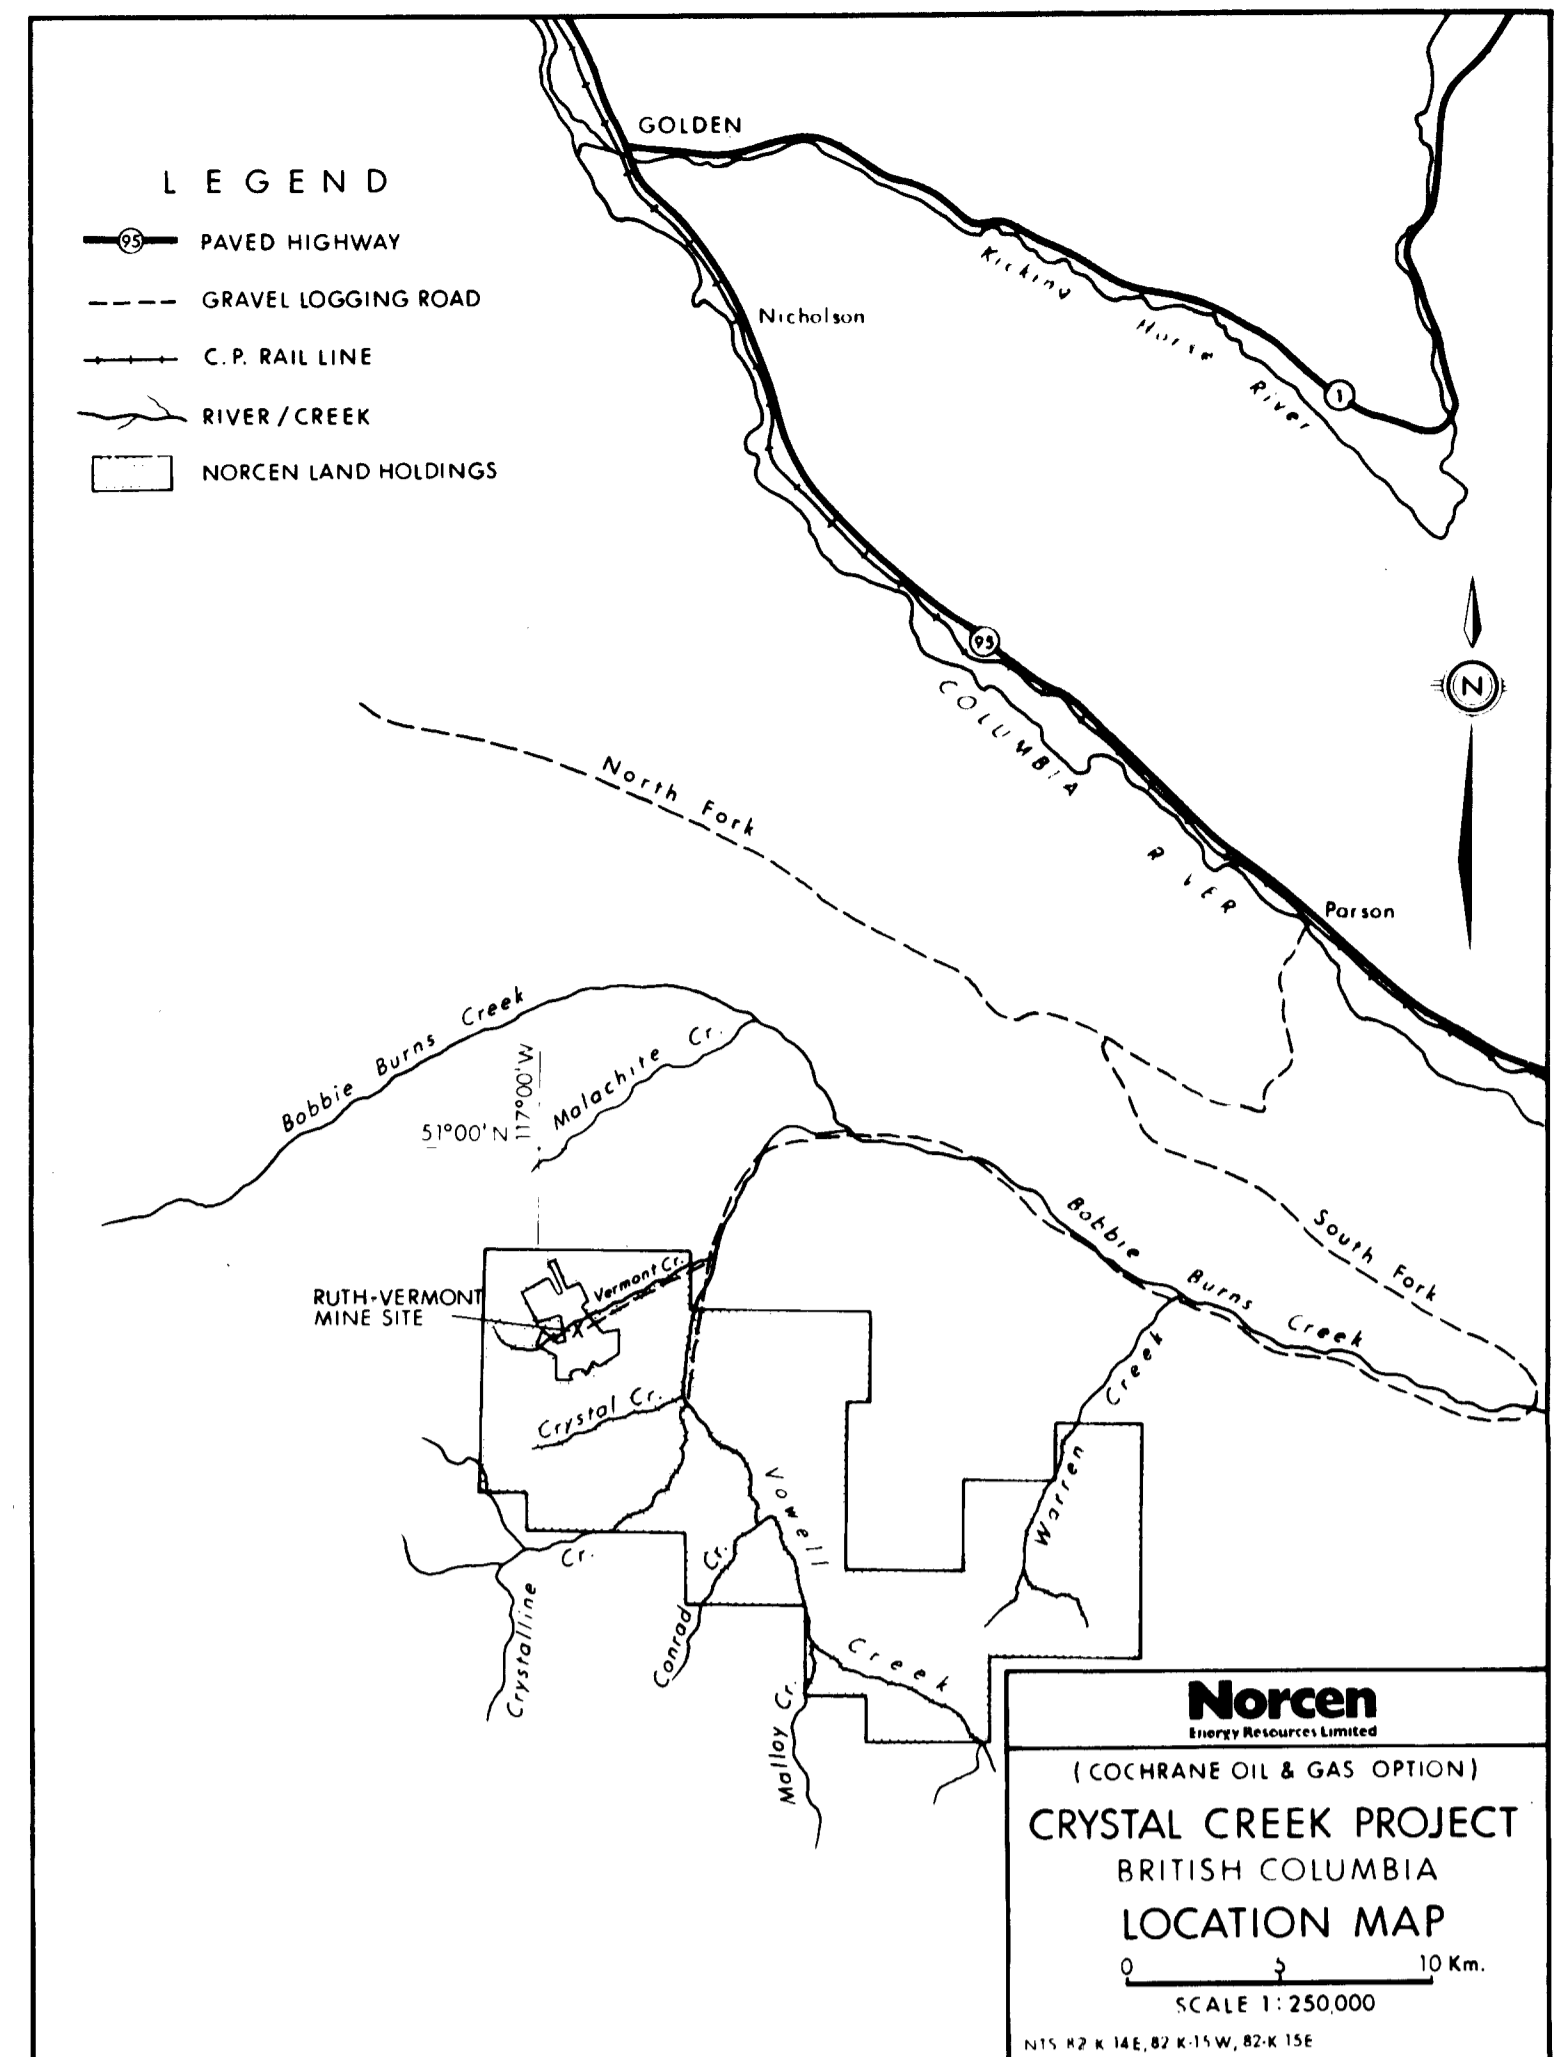 GOLDEN
LEGEND
95 PAVED HIGHWAY
GRAVEL LOGGING ROAD
C.P. RAIL LINE
RIVER / CREEK
NORCEN LAND HOLDINGS
Nicholson
Kicking Horse River
1
95
N
COLUMBIA RIVER
North Fork
Parson
Bobbie Burns Creek
Malachite Cr.
117°00'W
51°00'N
South Fork
Bobbie Burns Creek
Vermont Cr.
RUTH-VERMONT
MINE SITE
Crystal Cr.
Warren Creek
Vowell Creek
Crystalline Cr.
Conrad Cr.
Malloy Cr.
Norcen
Energy Resources Limited
(COCHRANE OIL & GAS OPTION)
CRYSTAL CREEK PROJECT
BRITISH COLUMBIA
LOCATION MAP
0 5 10 Km.
SCALE 1:250,000
NTS 82 K 14E, 82 K-15W, 82-K 15E